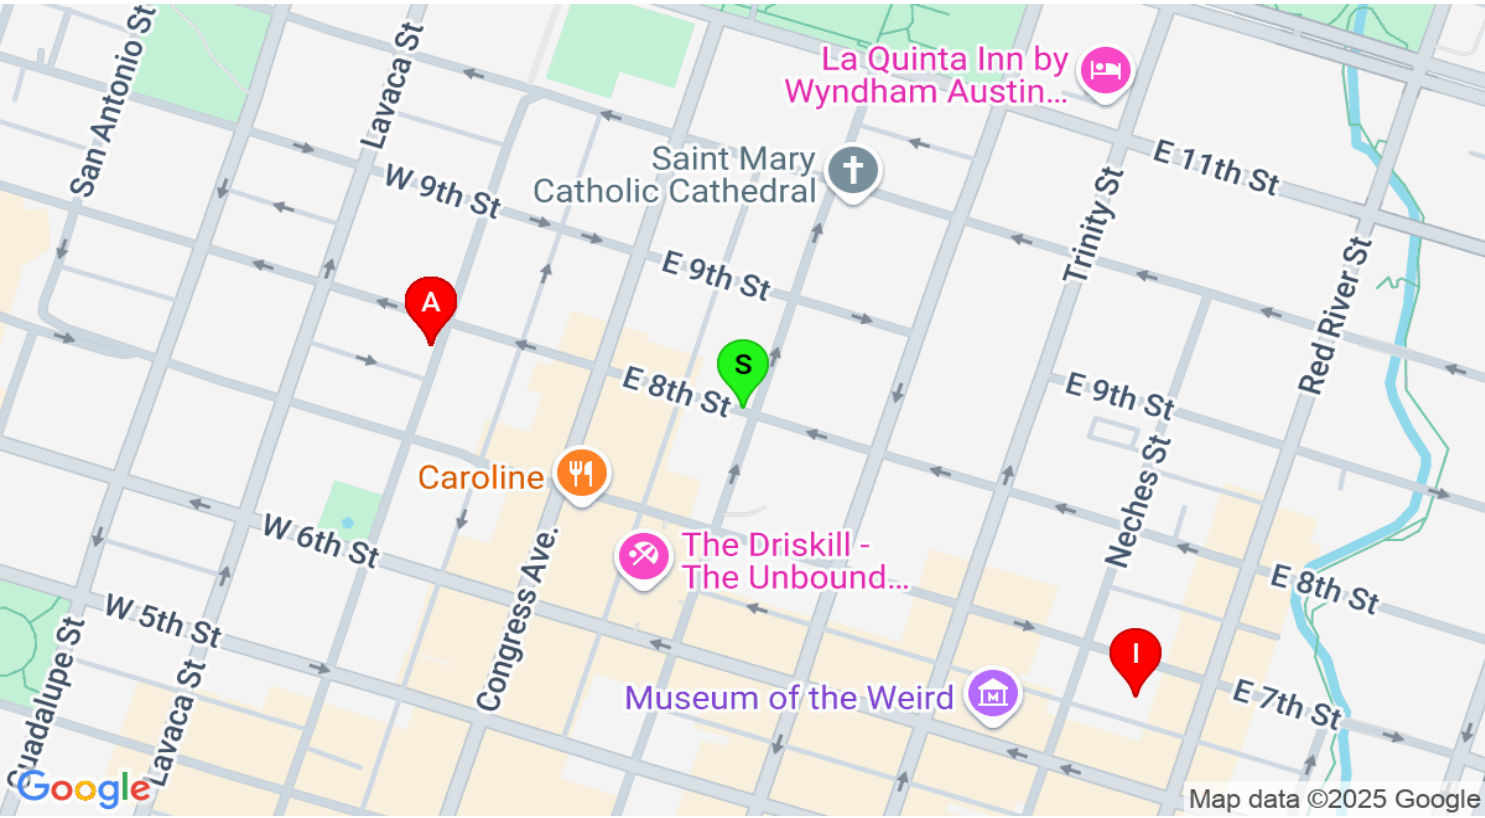 San Antonio St
Lavaca St
La Quinta Inn by
Wyndham Austin...
W 9th St
Saint Mary
Catholic Cathedral
E 11th St
Trinity St
E 9th St
Red River St
A
S
E 8th St
E 9th St
Caroline
Neches St
W 6th St
The Driskill -
The Unbound...
E 8th St
W 5th St
Congress Ave.
Guadalupe St
Lavaca St
I
Museum of the Weird
E 7th St
Google
Map data ©2025 Google